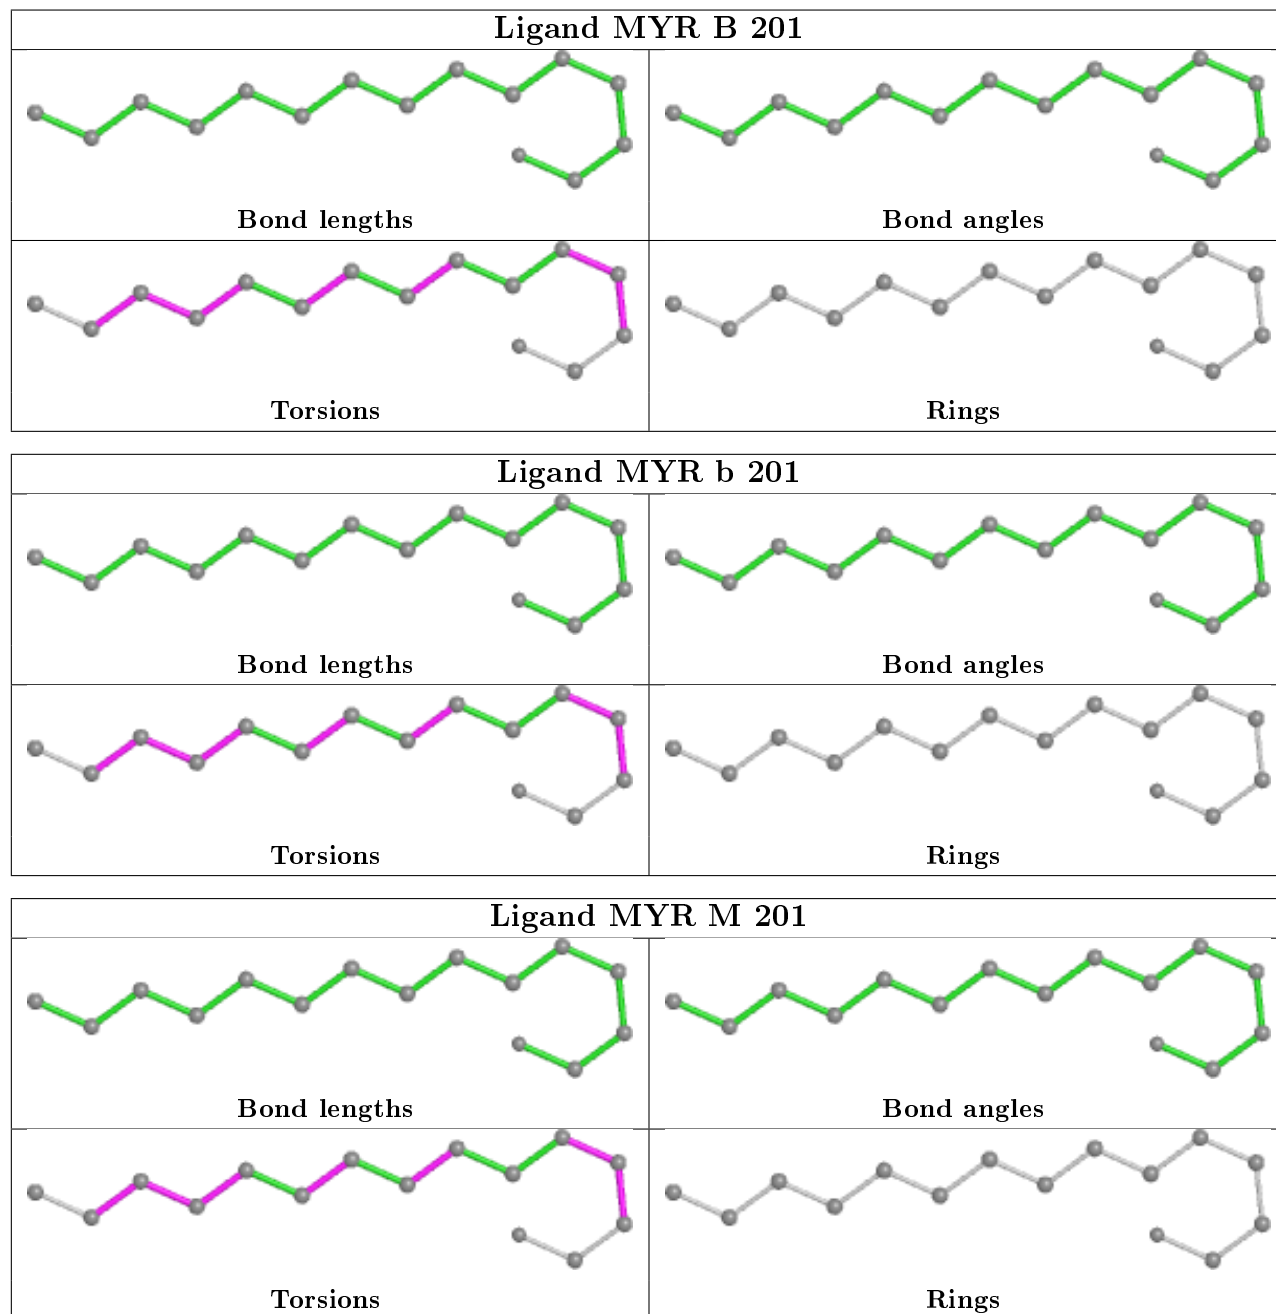 Ligand MYR B 201
Bond lengths
Bond angles
Torsions
Rings
Ligand MYR b 201
Bond lengths
Bond angles
Torsions
Rings
Ligand MYR M 201
Bond lengths
Bond angles
Torsions
Rings